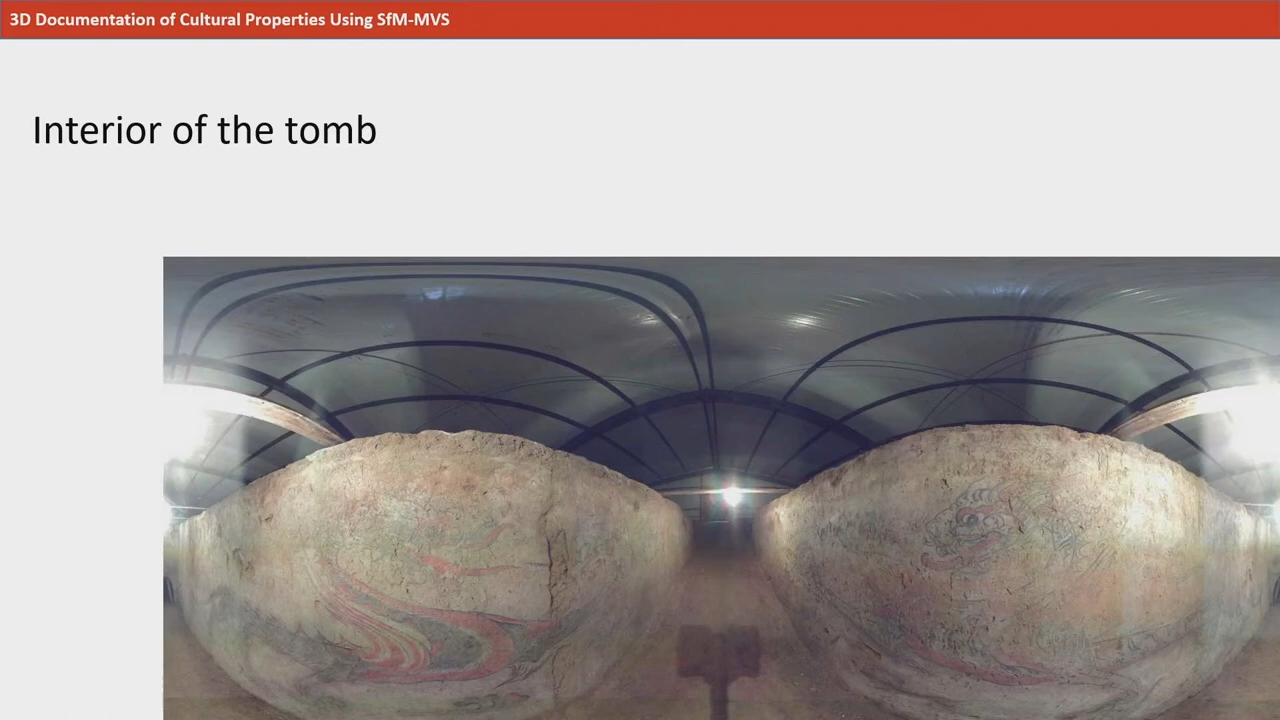 3D Documentation of Cultural Properties Using SfM-MVS
Interior of the tomb